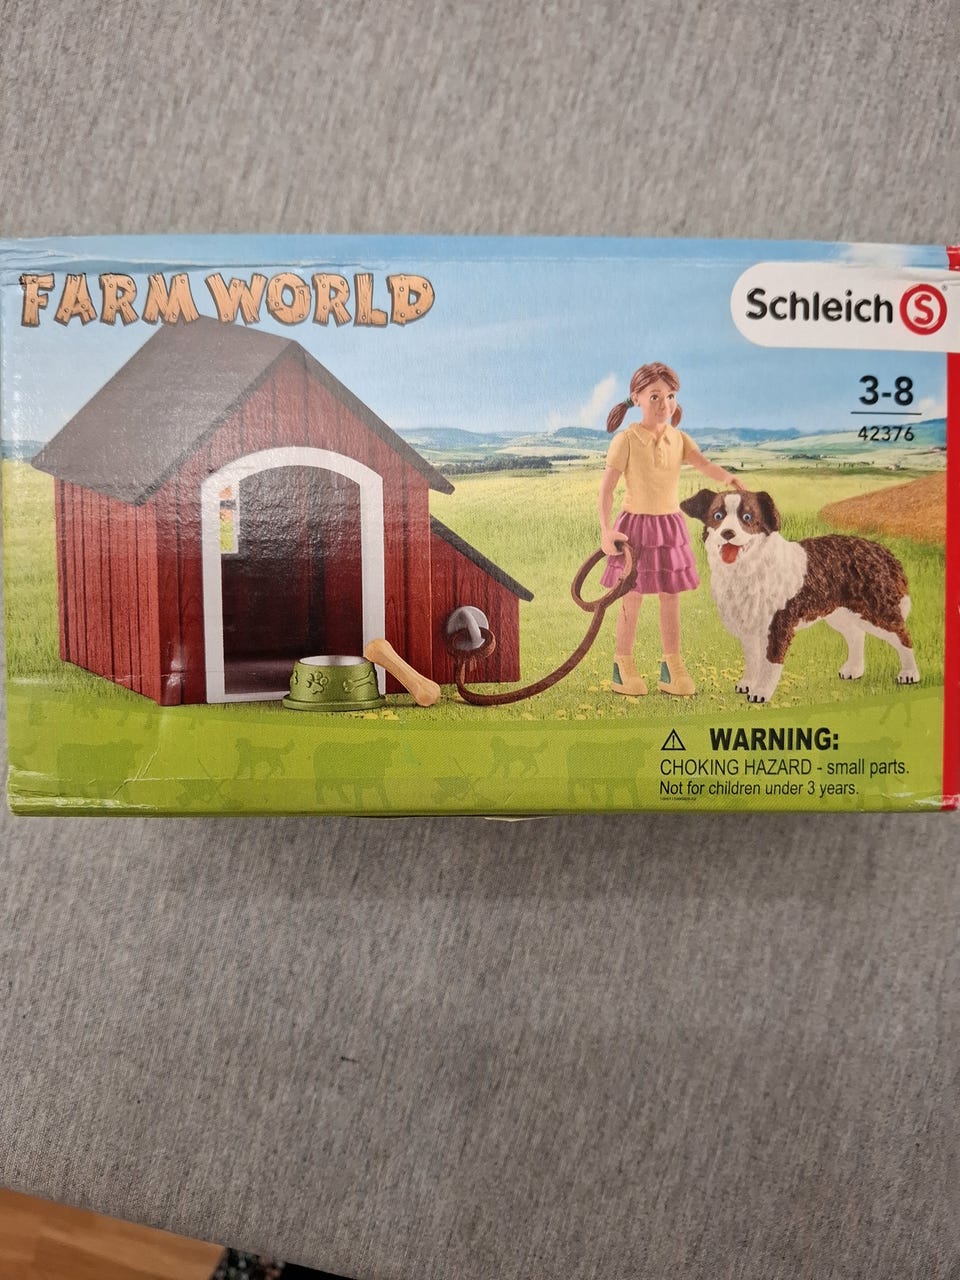 FARM WORLD
Schleich S®
3-8
42376
WARNING:
CHOKING HAZARD - small parts.
Not for children under 3 years.